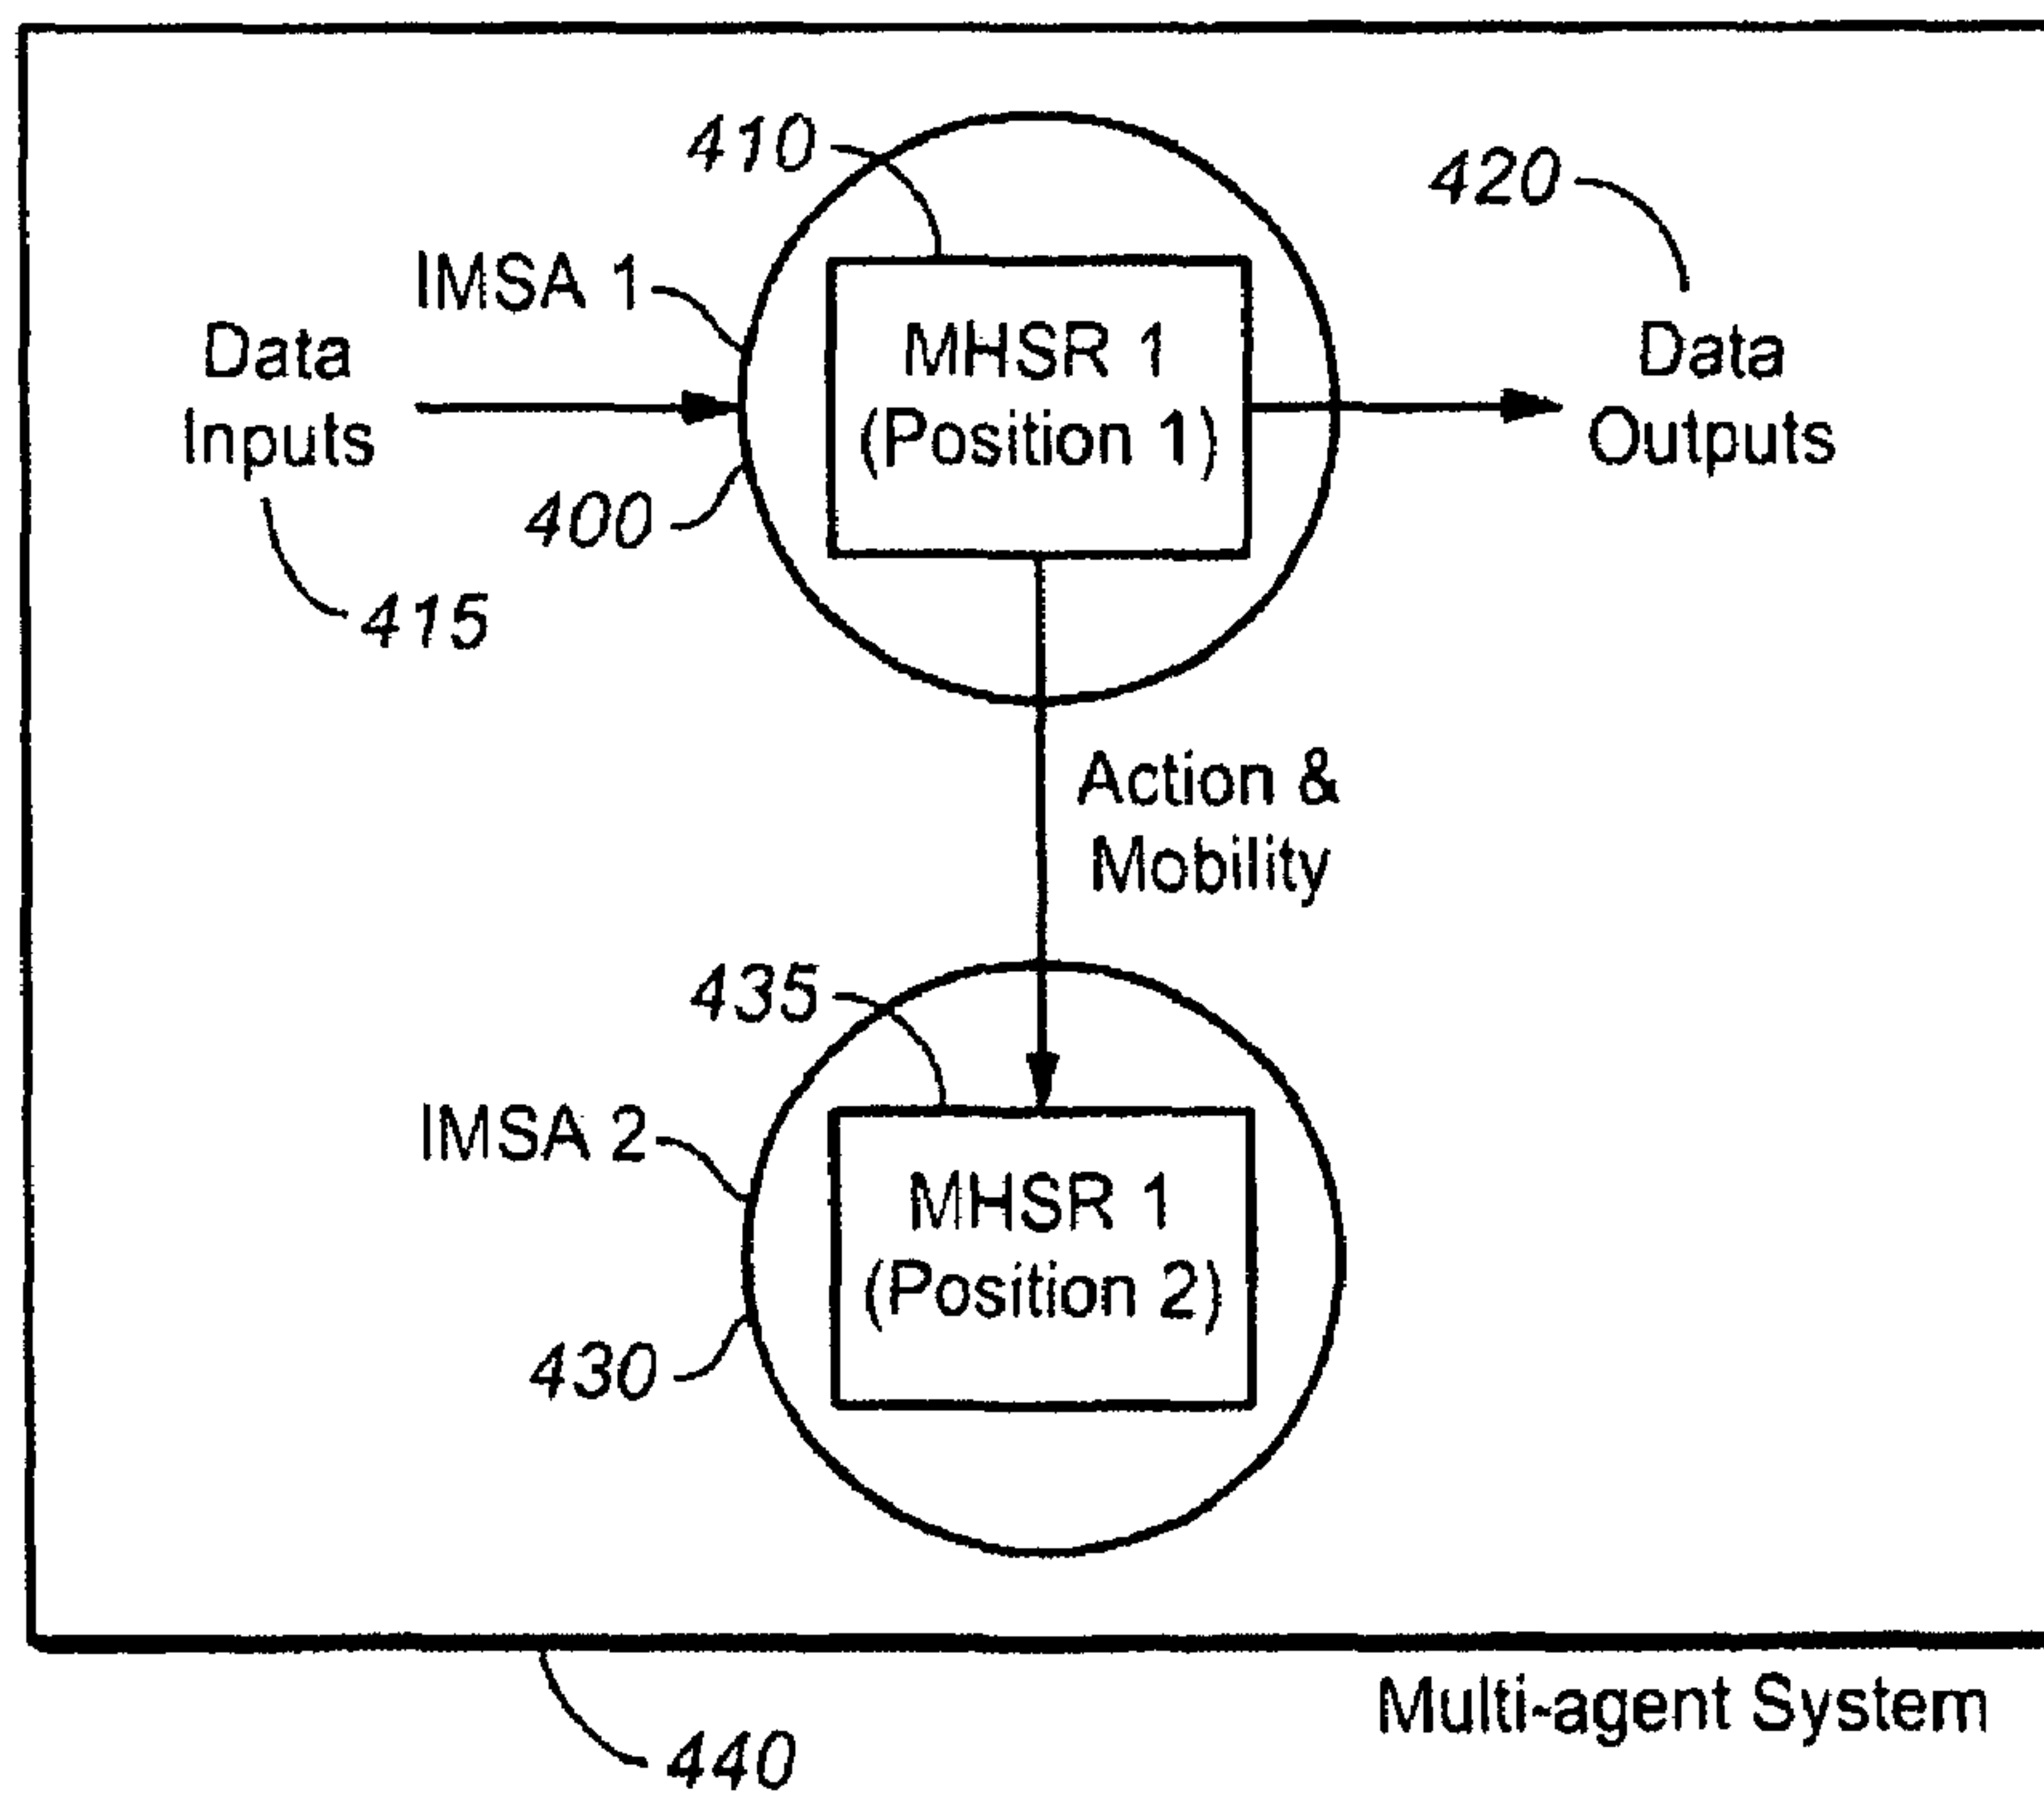 410
420
IMSA 1
Data
Inputs
MHSR 1
(Position 1)
Data
Outputs
400
415
Action &
Mobility
435
IMSA 2
MHSR 1
(Position 2)
430
Multi-agent System
440